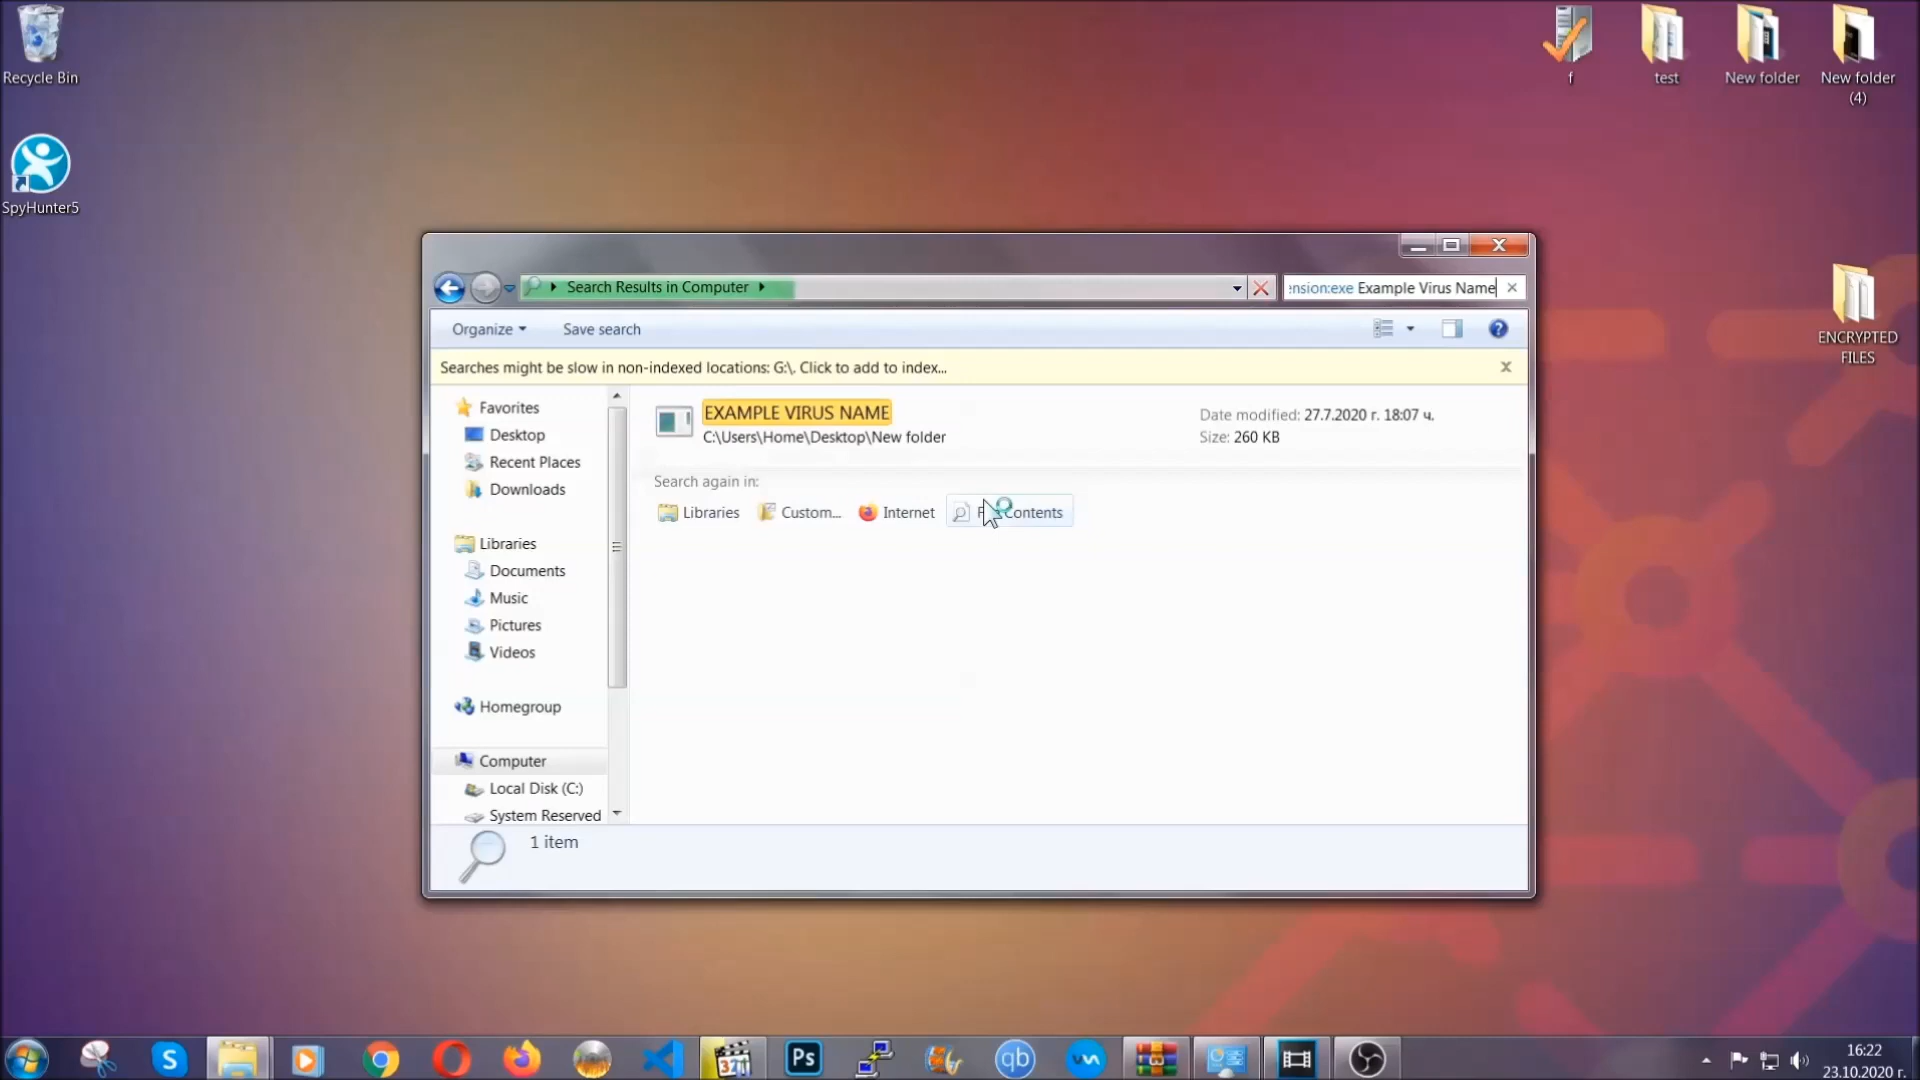 Recycle Bin
SpyHunter5
f
test
New folder
New folder
(4)
ENCRYPTED
FILES
Search Results in Computer
:nsion:exe Example Virus Name
Organize
Save search
Searches might be slow in non-indexed locations: G:\. Click to add to index...
Favorites
Desktop
Recent Places
Downloads
Libraries
Documents
Music
Pictures
Videos
Homegroup
Computer
Local Disk (C:)
System Reserved
EXAMPLE VIRUS NAME
C:\Users\Home\Desktop\New folder
Date modified: 27.7.2020 г. 18:07 ч.
Size: 260 KB
Search again in:
Libraries
Custom...
Internet
Contents
1 item
S
Ps
qb
321
16:22
23.10.2020 г.